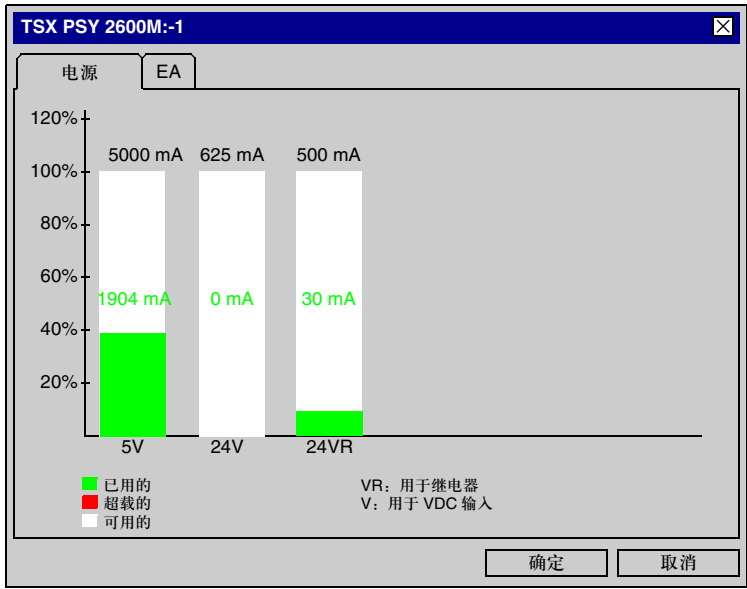 TSX PSY 2600M:-1
电源
EA
120%
5000 mA 625 mA 500 mA
100%
80%
60%
1904 mA 0 mA 30 mA
40%
20%
5V 24V 24VR
已用的
超载的
可用的
VR：用于继电器
V：用于 VDC 输入
确定
取消